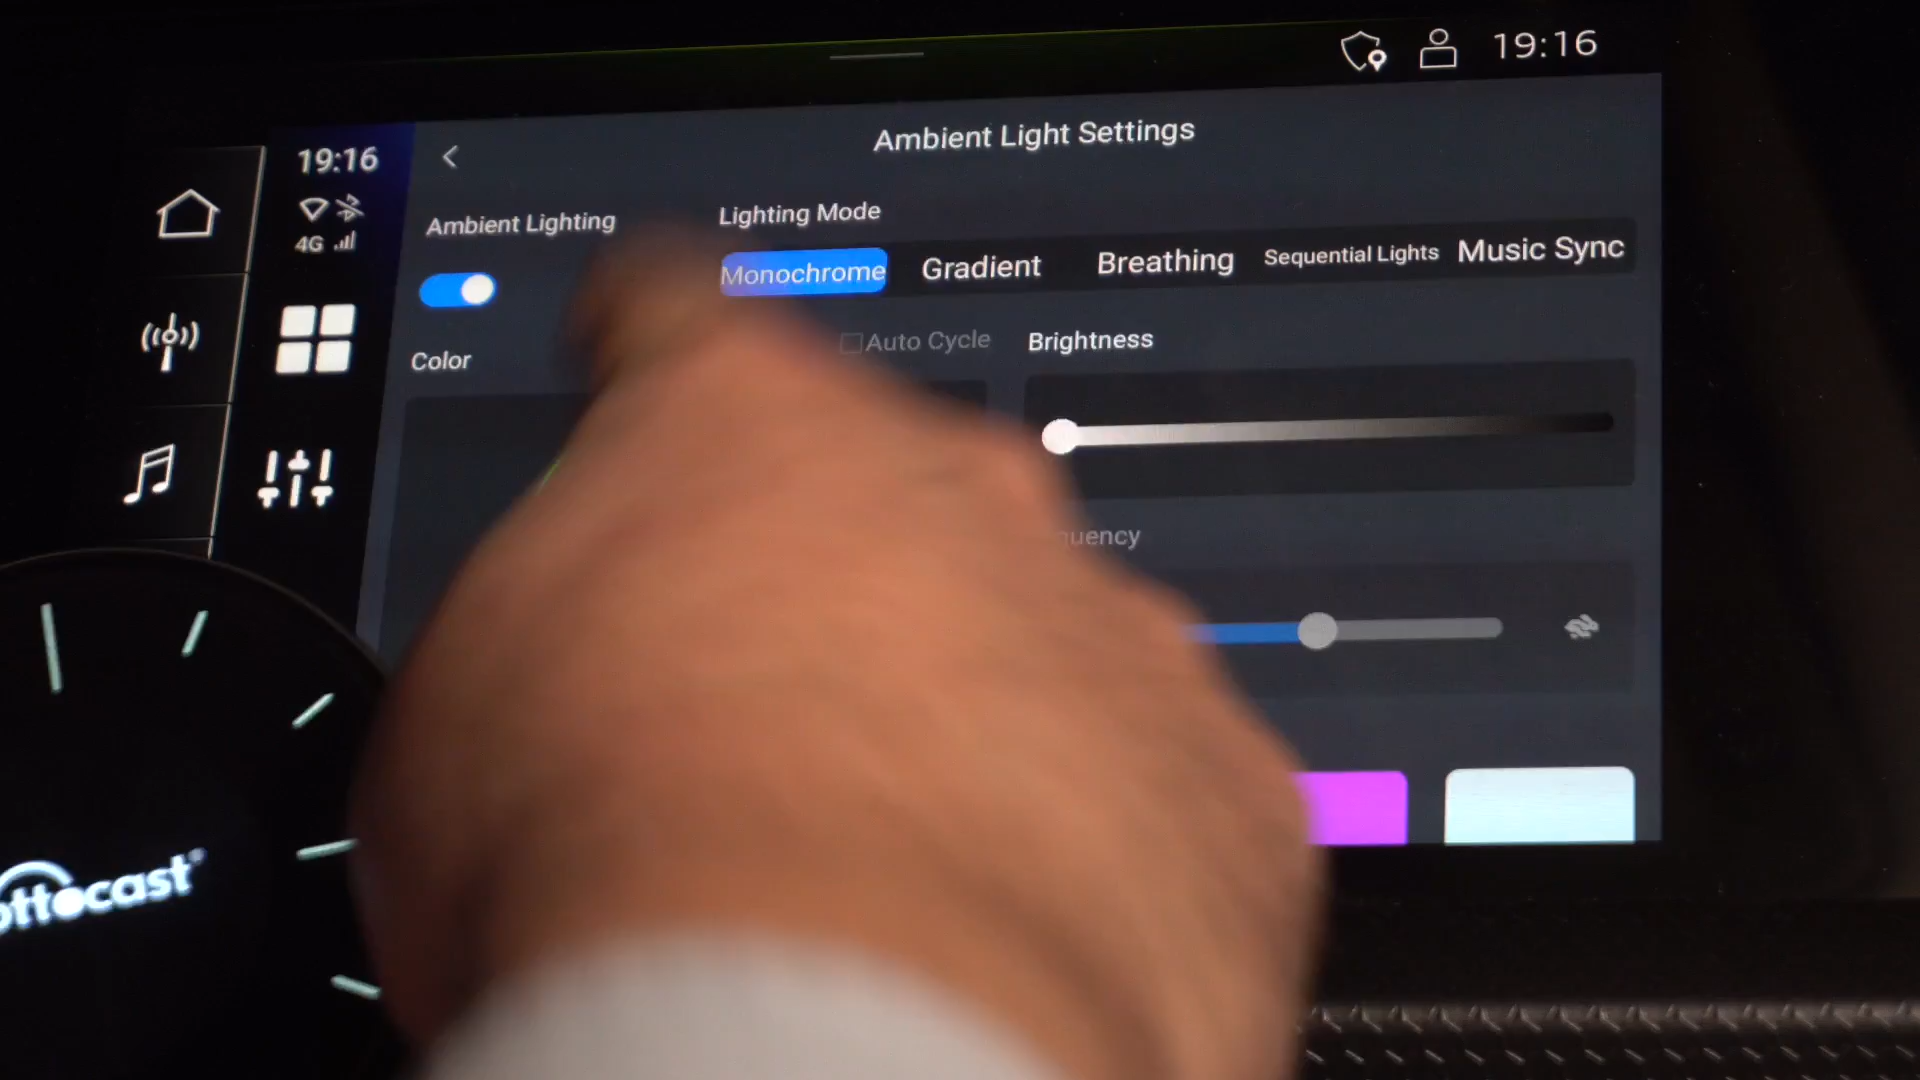 19:16
19:16
4G
Ambient Light Settings
Ambient Lighting
Lighting Mode
Monochrome
Gradient
Breathing
Sequential Lights
Music Sync
Color
Auto Cycle
Brightness
quency
ottocast